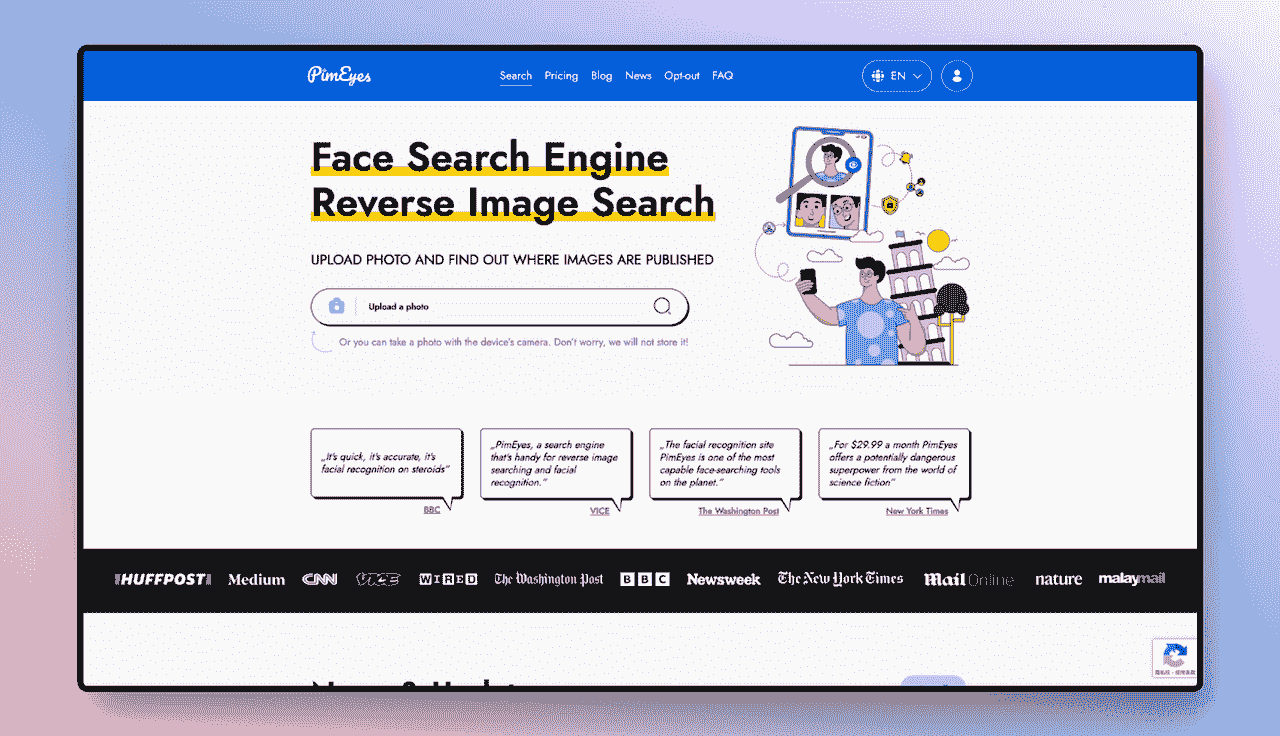 PimEyes
Search Pricing Blog News Opt-out FAQ
EN
Face Search Engine
Reverse Image Search
UPLOAD PHOTO AND FIND OUT WHERE IMAGES ARE PUBLISHED
Upload a photo
Or you can take a photo with the device's camera. Don't worry, we will not store it!
„It's quick, it's accurate, it's
facial recognition on steroids”
BBC
„PimEyes, a search engine
that's handy for reverse image
searching and facial
recognition.”
VICE
„The facial recognition site
PimEyes is one of the most
capable face-searching tools
on the planet.”
The Washington Post
„For $29.99 a month PimEyes
offers a potentially dangerous
superpower from the world of
science fiction”
New York Times
HUFFPOST Medium CNN VICE WIRED The Washington Post BBC Newsweek The New York Times Mail Online nature malaymail